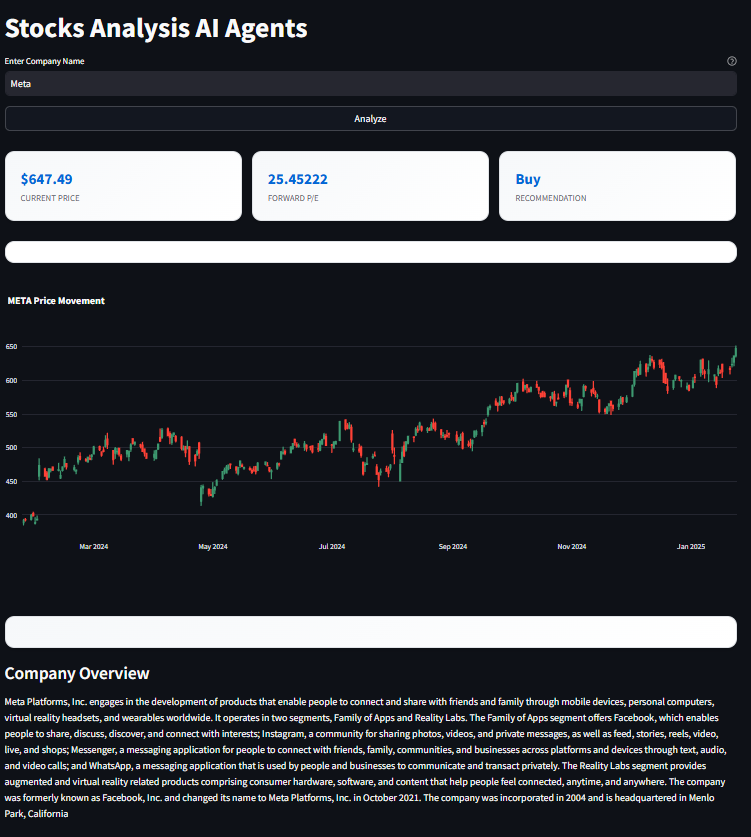 Stocks Analysis AI Agents
Enter Company Name
Meta
Analyze
$647.49
CURRENT PRICE
25.45222
FORWARD P/E
Buy
RECOMMENDATION
META Price Movement
650
600
550
500
450
400
Mar 2024
May 2024
Jul 2024
Sep 2024
Nov 2024
Jan 2025
Company Overview
Meta Platforms, Inc. engages in the development of products that enable people to connect and share with friends and family through mobile devices, personal computers,
virtual reality headsets, and wearables worldwide. It operates in two segments, Family of Apps and Reality Labs. The Family of Apps segment offers Facebook, which enables
people to share, discuss, discover, and connect with interests; Instagram, a community for sharing photos, videos, and private messages, as well as feed, stories, reels, video,
live, and shops; Messenger, a messaging application for people to connect with friends, family, communities, and businesses across platforms and devices through text, audio,
and video calls; and WhatsApp, a messaging application that is used by people and businesses to communicate and transact privately. The Reality Labs segment provides
augmented and virtual reality related products comprising consumer hardware, software, and content that help people feel connected, anytime, and anywhere. The company
was formerly known as Facebook, Inc. and changed its name to Meta Platforms, Inc. in October 2021. The company was incorporated in 2004 and is headquartered in Menlo
Park, California